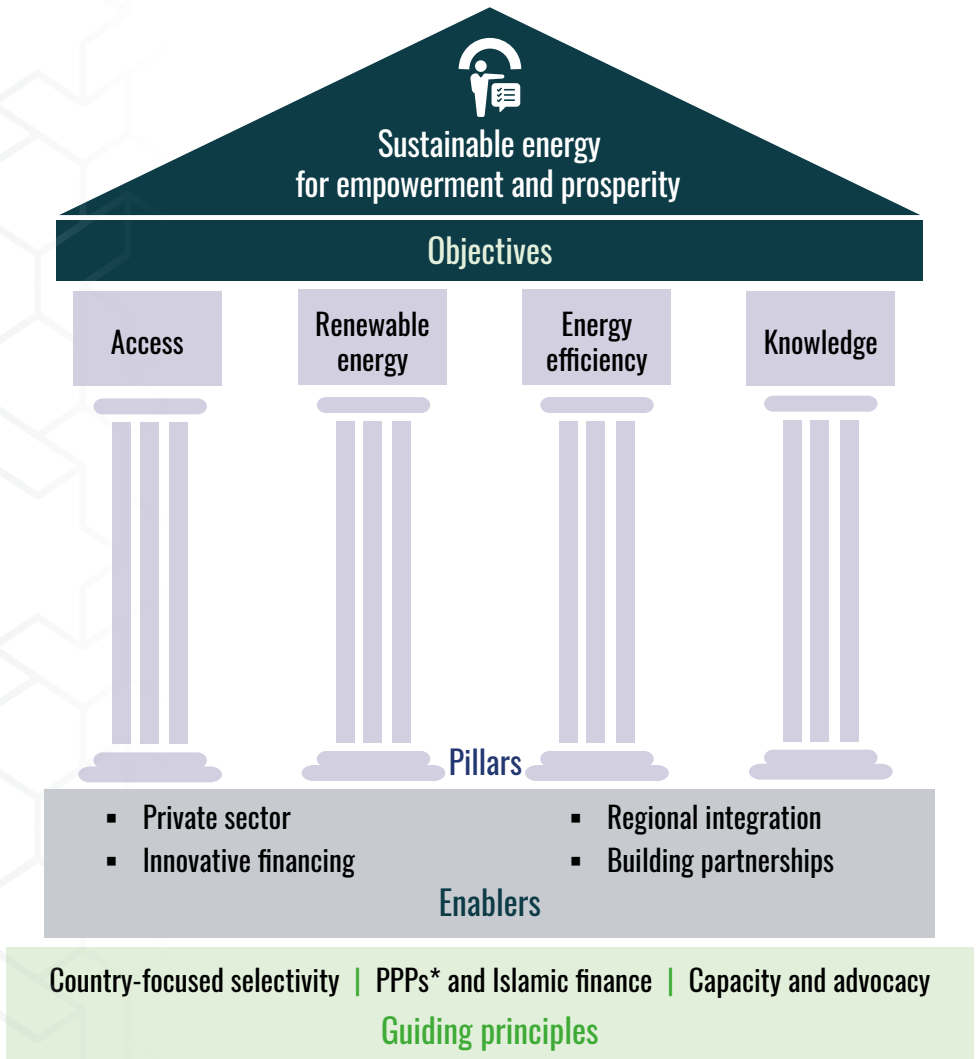 Sustainable energy
for empowerment and prosperity
Objectives
Access
Renewable
energy
Energy
efficiency
Knowledge
Pillars
▪ Private sector
▪ Innovative financing
▪ Regional integration
▪ Building partnerships
Enablers
Country-focused selectivity | PPPs* and Islamic finance | Capacity and advocacy
Guiding principles